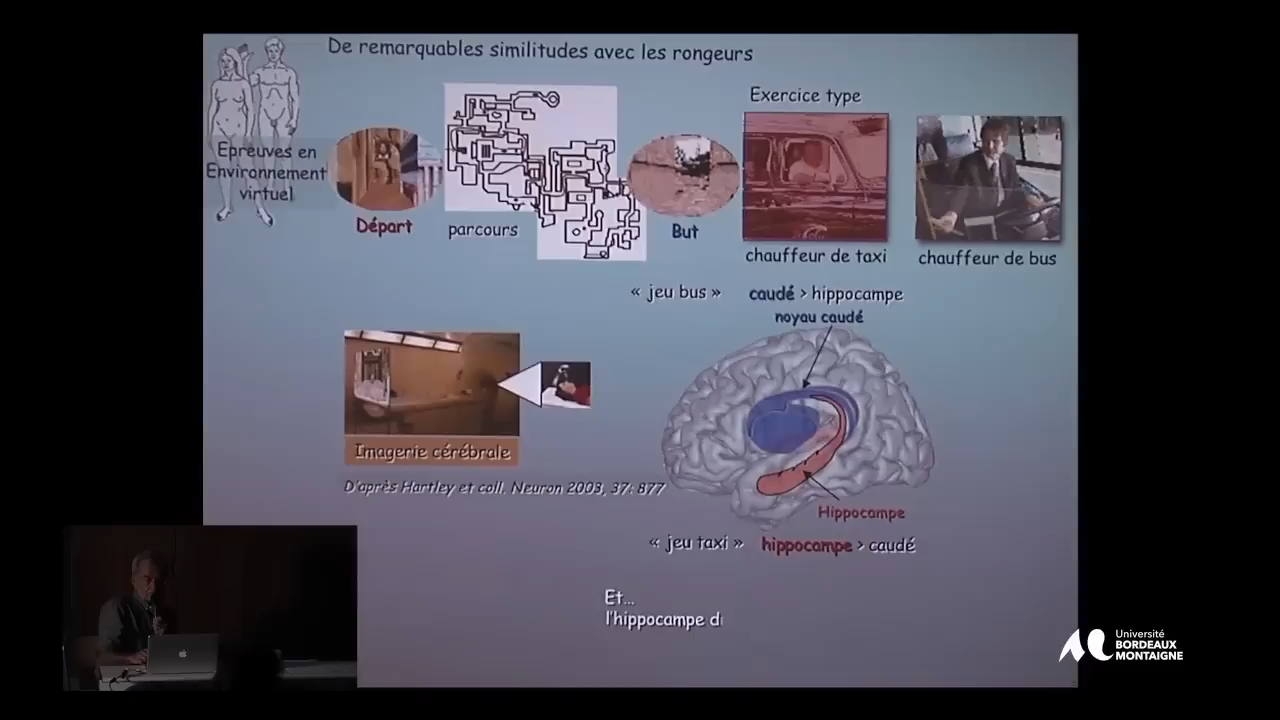 De remarquables similitudes avec les rongeurs
Epreuves en
Environnement
virtuel
Départ
parcours
But
Exercice type
chauffeur de taxi
chauffeur de bus
« jeu bus »
caudé > hippocampe
noyau caudé
Imagerie cérébrale
D'après Hartley et coll. Neuron 2003, 37: 877
Hippocampe
« jeu taxi »
hippocampe > caudé
Et...
l'hippocampe d
Université
BORDEAUX
MONTAIGNE